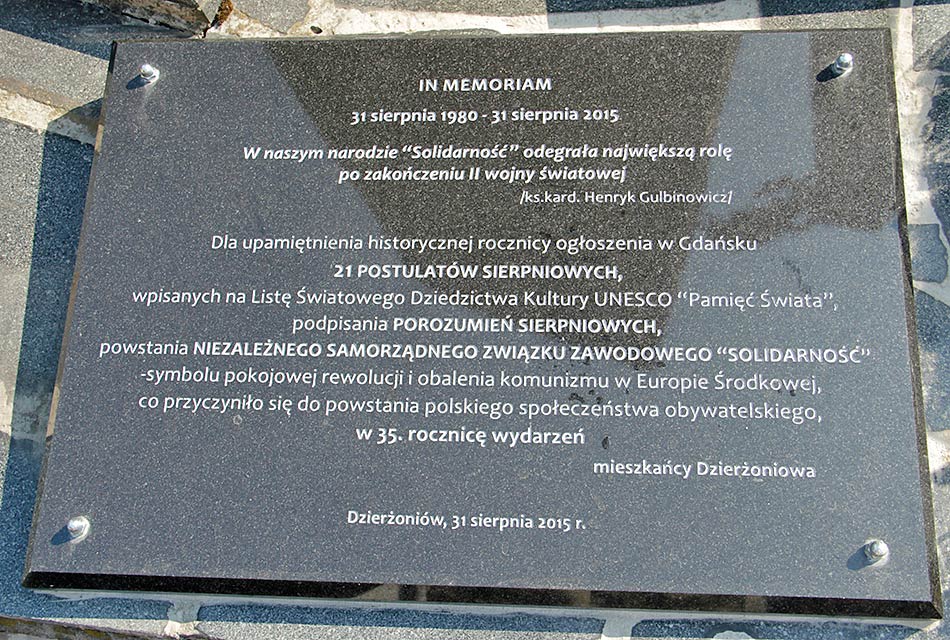 IN MEMORIAM
31 sierpnia 1980 - 31 sierpnia 2015
W naszym narodzie “Solidarność” odegrała największą rolę
po zakończeniu II wojny światowej
/ks.kard. Henryk Gulbinowicz/
Dla upamiętnienia historycznej rocznicy ogłoszenia w Gdańsku
21 POSTULATÓW SIERPNIOWYCH,
wpisanych na Listę Światowego Dziedzictwa Kultury UNESCO “Pamięć Świata”,
podpisania POROZUMIEŃ SIERPNIOWYCH,
powstania NIEZALEŻNEGO SAMORZĄDNEGO ZWIĄZKU ZAWODOWEGO “SOLIDARNOŚĆ”
-symbolu pokojowej rewolucji i obalenia komunizmu w Europie Środkowej,
co przyczyniło się do powstania polskiego społeczeństwa obywatelskiego,
w 35. rocznicę wydarzeń
mieszkańcy Dzierżoniowa
Dzierżoniów, 31 sierpnia 2015 r.